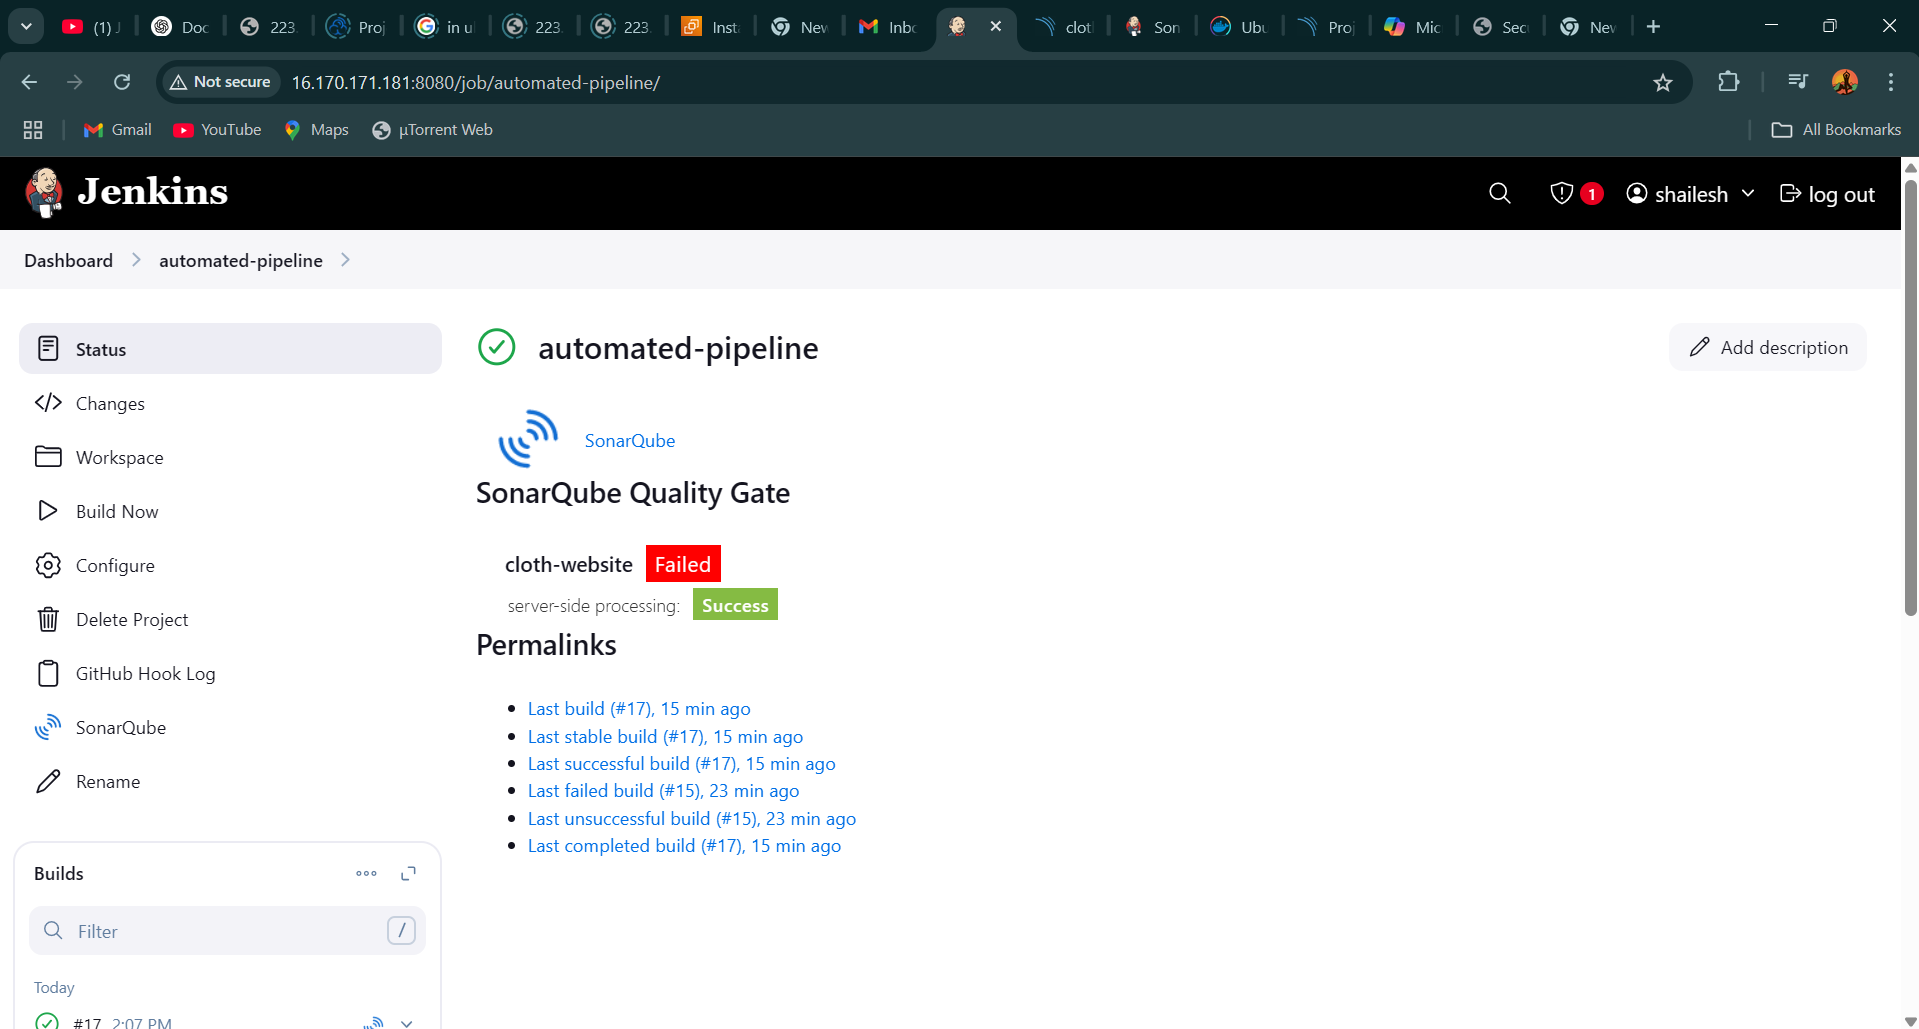 (1) J
Doc
223.
Proj
in u
223.
223.
Inst
New
Inbo
clot
Son
Ubu
Proj
Mic
Secu
New
Not secure 16.170.171.181:8080/job/automated-pipeline/
Gmail YouTube Maps µTorrent Web All Bookmarks
Jenkins 1 shailesh log out
Dashboard automated-pipeline
Status
Changes
Workspace
Build Now
Configure
Delete Project
GitHub Hook Log
SonarQube
Rename
Builds
Filter /
Today
#17 2:07 PM
automated-pipeline
Add description
SonarQube
SonarQube Quality Gate
cloth-website Failed
server-side processing: Success
Permalinks
Last build (#17), 15 min ago
Last stable build (#17), 15 min ago
Last successful build (#17), 15 min ago
Last failed build (#15), 23 min ago
Last unsuccessful build (#15), 23 min ago
Last completed build (#17), 15 min ago